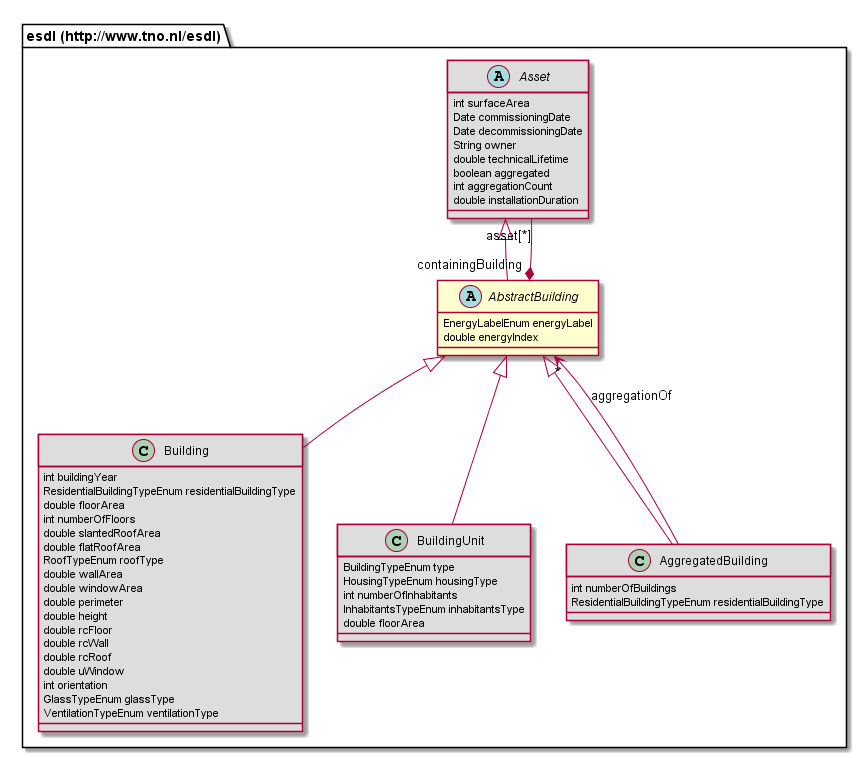 esdl (http://www.tno.nl/esdl)
A Asset
int surfaceArea
Date commissioningDate
Date decommissioningDate
String owner
double technicalLifetime
boolean aggregated
int aggregationCount
double installationDuration
asset[*]
containingBuilding
A AbstractBuilding
EnergyLabelEnum energyLabel
double energyIndex
*
aggregationOf
C Building
int buildingYear
ResidentialBuildingTypeEnum residentialBuildingType
double floorArea
int numberOfFloors
double slantedRoofArea
double flatRoofArea
RoofTypeEnum roofType
double wallArea
double windowArea
double perimeter
double height
double rcFloor
double rcWall
double rcRoof
double uWindow
int orientation
GlassTypeEnum glassType
VentilationTypeEnum ventilationType
C BuildingUnit
BuildingTypeEnum type
HousingTypeEnum housingType
int numberOfInhabitants
InhabitantsTypeEnum inhabitantsType
double floorArea
C AggregatedBuilding
int numberOfBuildings
ResidentialBuildingTypeEnum residentialBuildingType